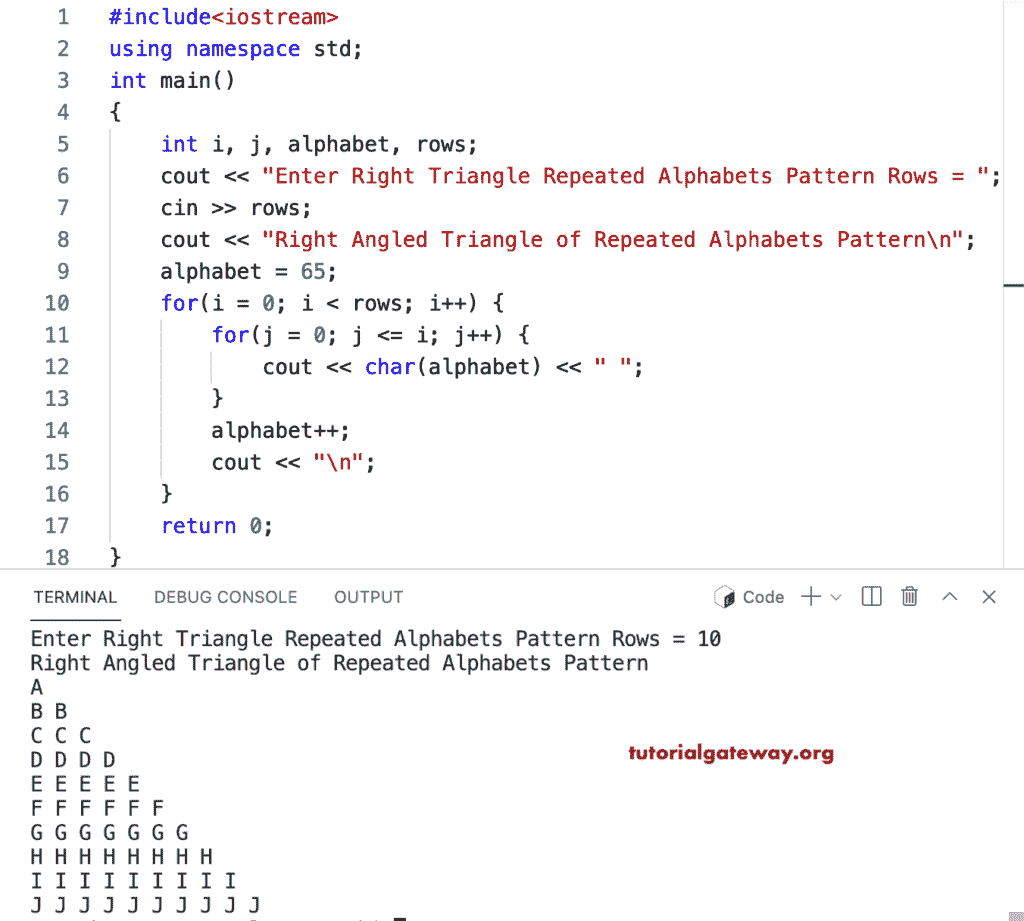 1 #include<iostream>
2 using namespace std;
3 int main()
4 {
5 int i, j, alphabet, rows;
6 cout << "Enter Right Triangle Repeated Alphabets Pattern Rows = ";
7 cin >> rows;
8 cout << "Right Angled Triangle of Repeated Alphabets Pattern\n";
9 alphabet = 65;
10 for(i = 0; i < rows; i++) {
11 for(j = 0; j <= i; j++) {
12 cout << char(alphabet) << " ";
13 }
14 alphabet++;
15 cout << "\n";
16 }
17 return 0;
18 }
TERMINAL DEBUG CONSOLE OUTPUT Code
Enter Right Triangle Repeated Alphabets Pattern Rows = 10
Right Angled Triangle of Repeated Alphabets Pattern
A
B B
C C C
D D D D
tutorialgateway.org
E E E E E
F F F F F F
G G G G G G G
H H H H H H H H
I I I I I I I I I
J J J J J J J J J J